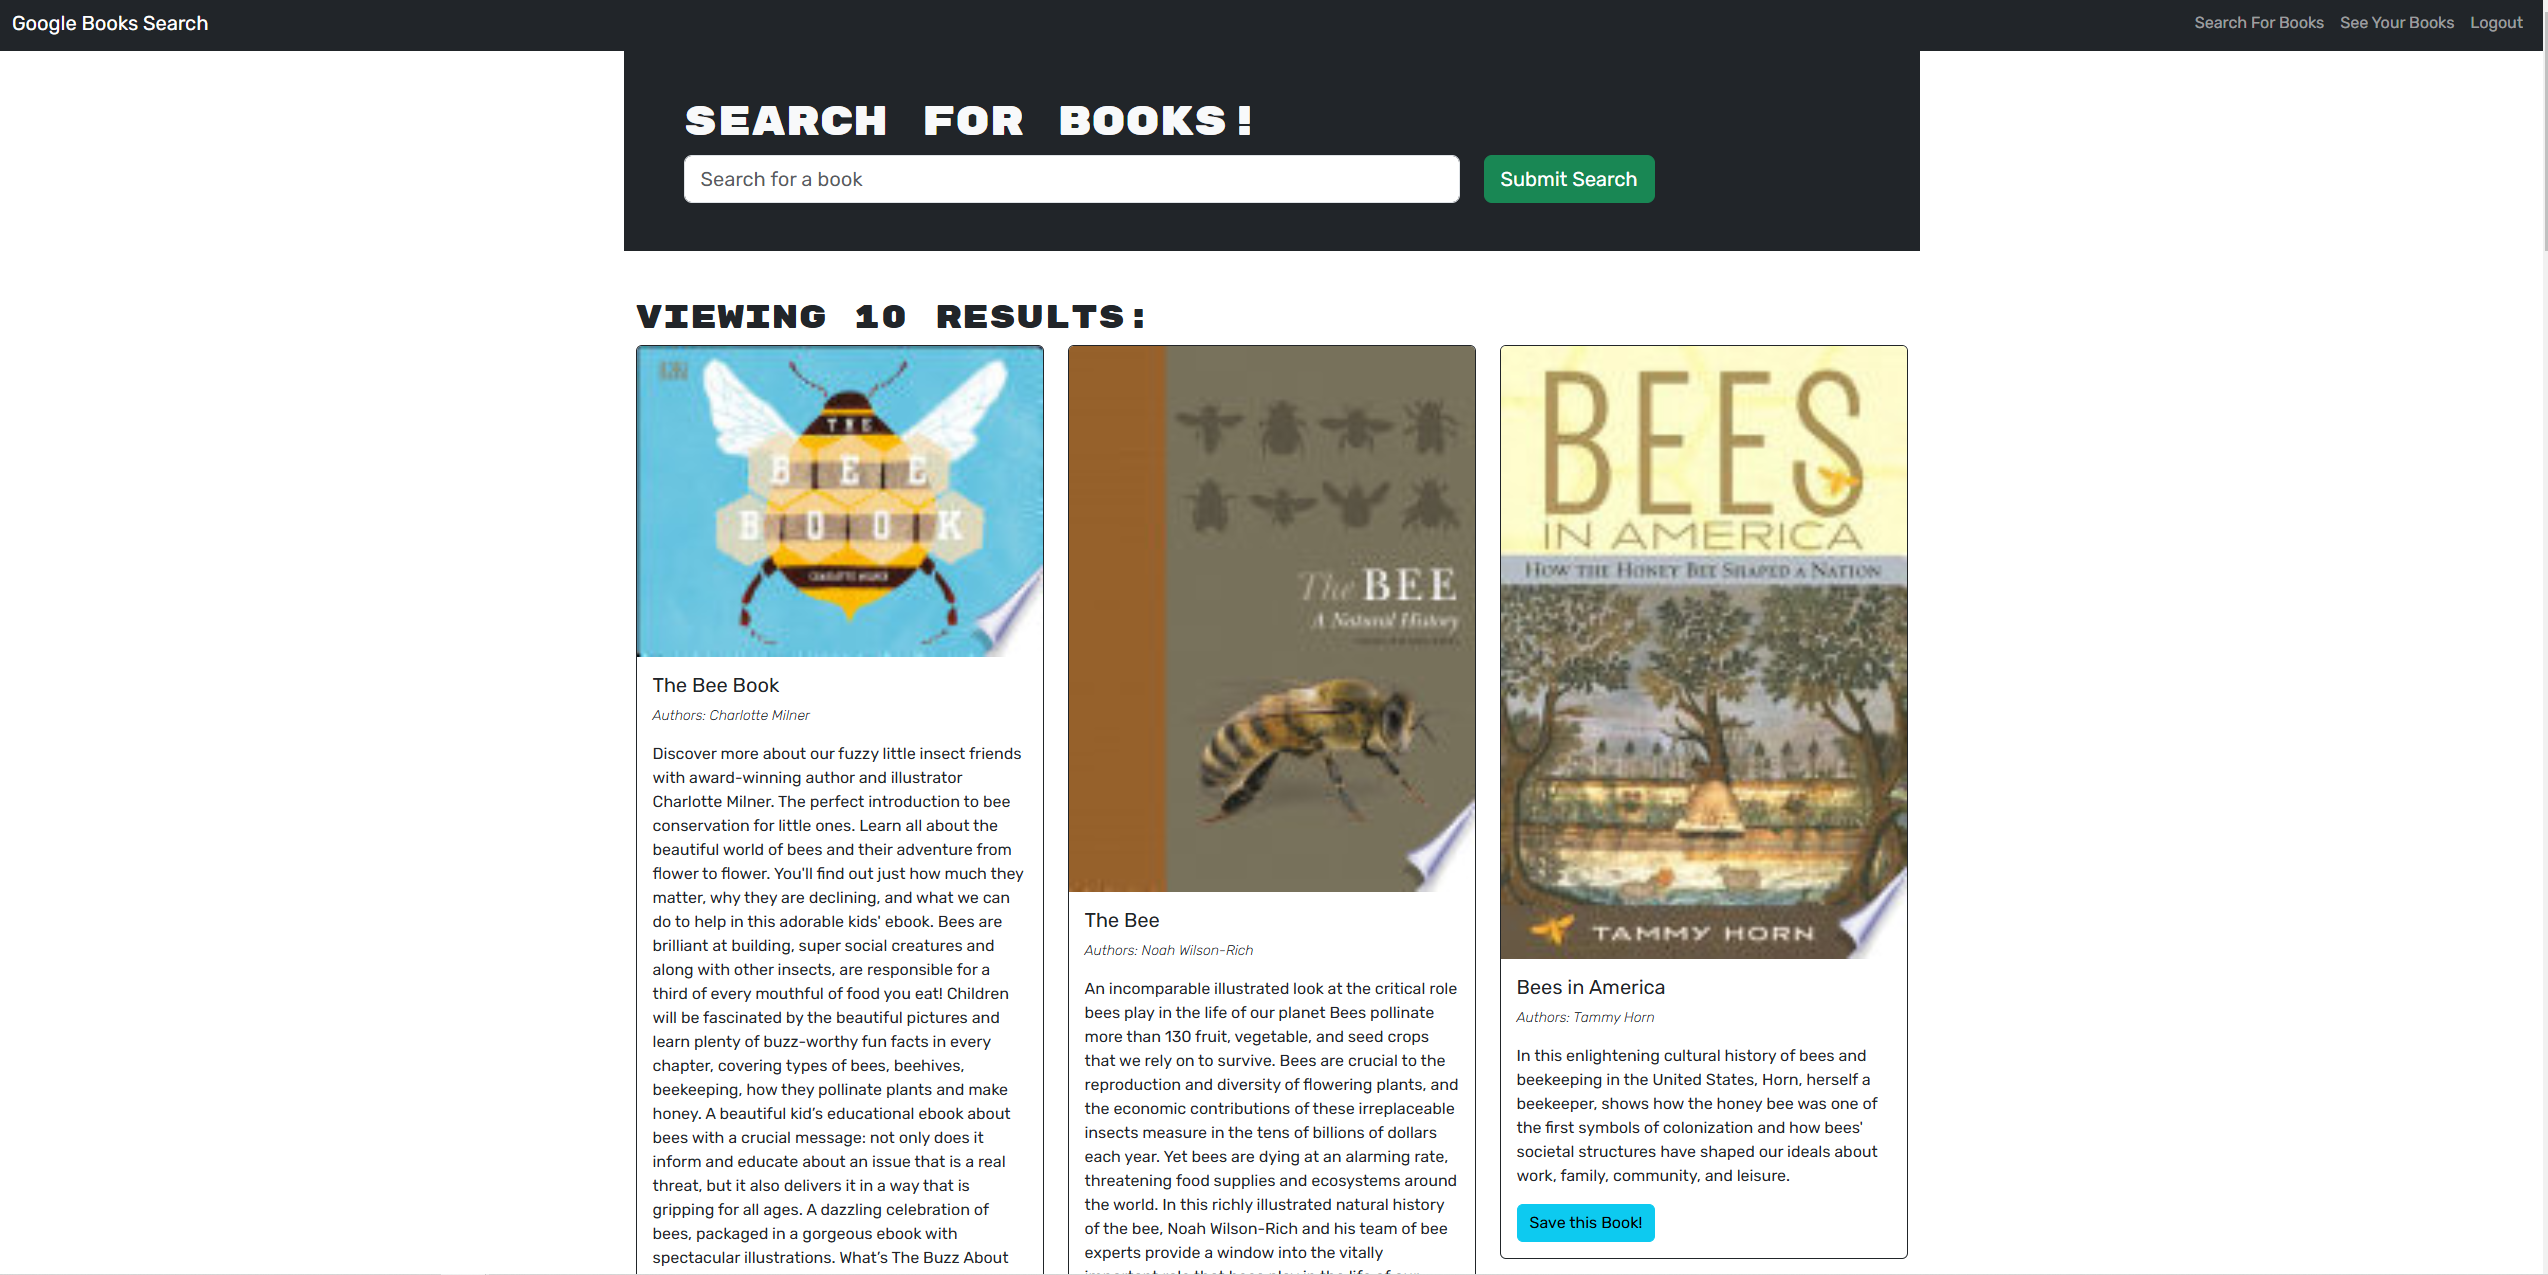 Google Books Search
Search For Books
See Your Books
Logout
SEARCH FOR BOOKS!
Search for a book
Submit Search
VIEWING 10 RESULTS:
THE
BEE
BOOK
CHARLOTTE MILNER
The Bee Book
Authors: Charlotte Milner
Discover more about our fuzzy little insect friends
with award-winning author and illustrator
Charlotte Milner. The perfect introduction to bee
conservation for little ones. Learn all about the
beautiful world of bees and their adventure from
flower to flower. You'll find out just how much they
matter, why they are declining, and what we can
do to help in this adorable kids' ebook. Bees are
brilliant at building, super social creatures and
along with other insects, are responsible for a
third of every mouthful of food you eat! Children
will be fascinated by the beautiful pictures and
learn plenty of buzz-worthy fun facts in every
chapter, covering types of bees, beehives,
beekeeping, how they pollinate plants and make
honey. A beautiful kid’s educational ebook about
bees with a crucial message: not only does it
inform and educate about an issue that is a real
threat, but it also delivers it in a way that is
gripping for all ages. A dazzling celebration of
bees, packaged in a gorgeous ebook with
spectacular illustrations. What’s The Buzz About
The BEE
A Natural History
The Bee
Authors: Noah Wilson-Rich
An incomparable illustrated look at the critical role
bees play in the life of our planet Bees pollinate
more than 130 fruit, vegetable, and seed crops
that we rely on to survive. Bees are crucial to the
reproduction and diversity of flowering plants, and
the economic contributions of these irreplaceable
insects measure in the tens of billions of dollars
each year. Yet bees are dying at an alarming rate,
threatening food supplies and ecosystems around
the world. In this richly illustrated natural history
of the bee, Noah Wilson-Rich and his team of bee
experts provide a window into the vitally
BEES
IN AMERICA
HOW THE HONEY BEE SHAPED A NATION
TAMMY HORN
Bees in America
Authors: Tammy Horn
In this enlightening cultural history of bees and
beekeeping in the United States, Horn, herself a
beekeeper, shows how the honey bee was one of
the first symbols of colonization and how bees'
societal structures have shaped our ideals about
work, family, community, and leisure.
Save this Book!